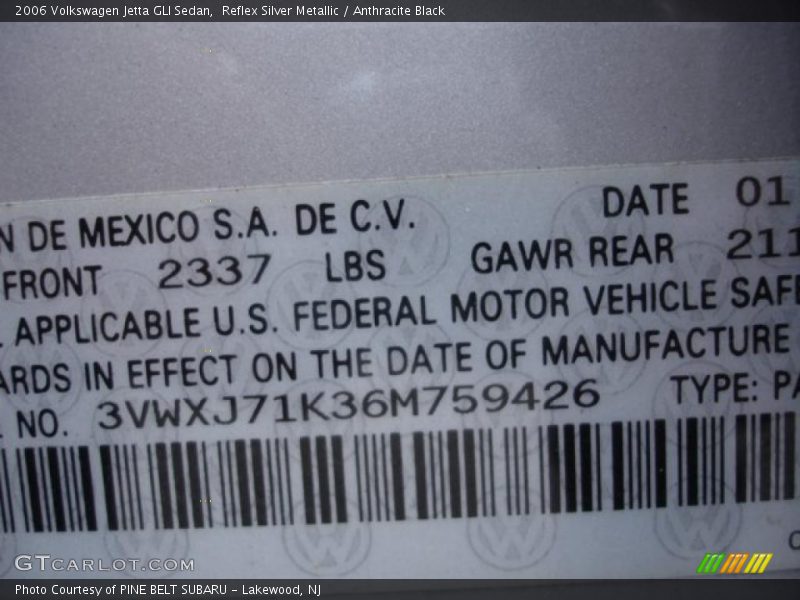 2006 Volkswagen Jetta GLI Sedan, Reflex Silver Metallic / Anthracite Black
N DE MEXICO S.A. DE C.V. DATE 01
FRONT 2337 LBS GAWR REAR 211
APPLICABLE U.S. FEDERAL MOTOR VEHICLE SAFE
ARDS IN EFFECT ON THE DATE OF MANUFACTURE
. NO. 3VWXJ71K36M759426 TYPE: PA
GTCARLOT.COM
Photo Courtesy of PINE BELT SUBARU – Lakewood, NJ